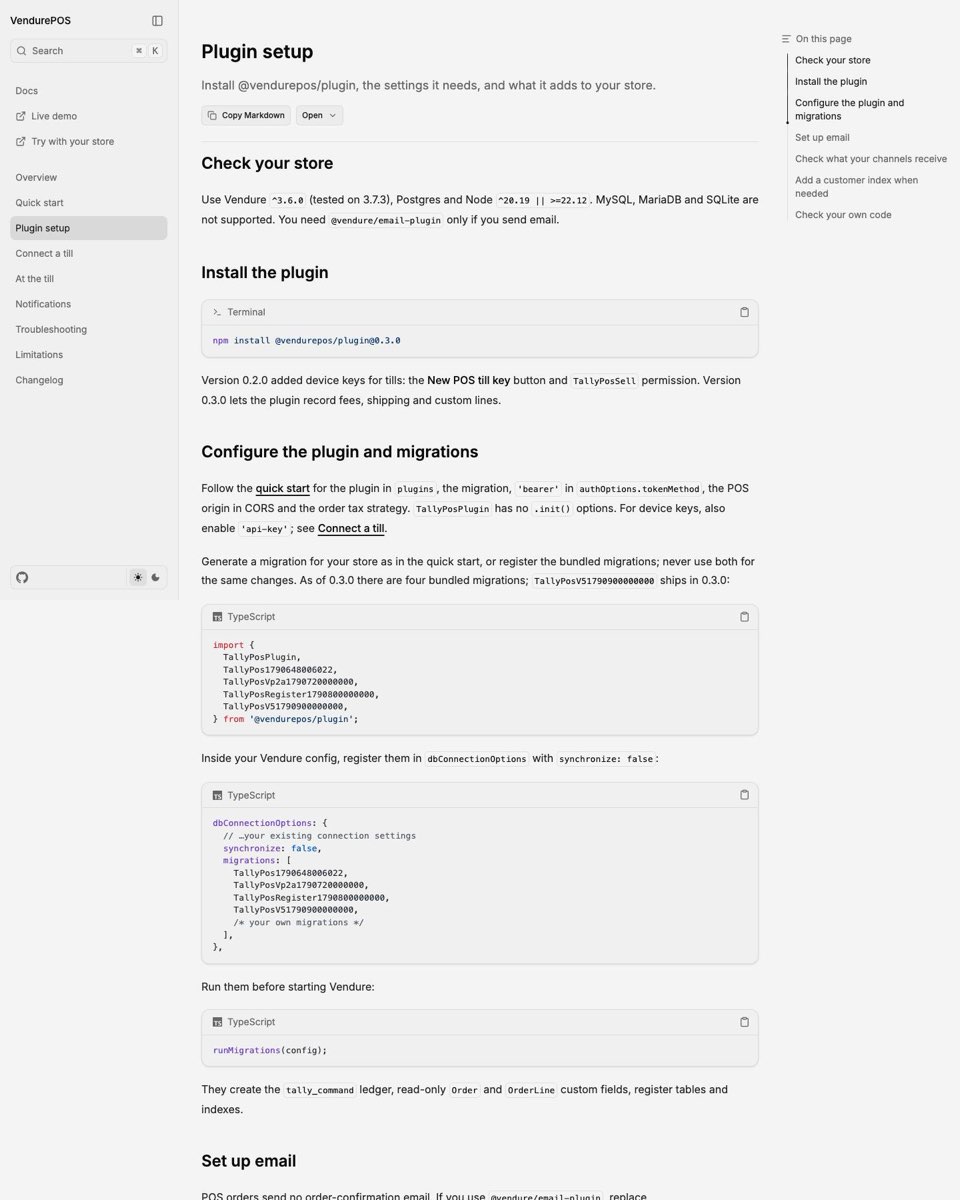 VendurePOS
Search
⌘ K
Docs
Live demo
Try with your store
Overview
Quick start
Plugin setup
Connect a till
At the till
Notifications
Troubleshooting
Limitations
Changelog
Plugin setup
Install @vendurepos/plugin, the settings it needs, and what it adds to your store.
Copy Markdown
Open
Check your store
Use Vendure ^3.6.0 (tested on 3.7.3), Postgres and Node ^20.19 || >=22.12. MySQL, MariaDB and SQLite are
not supported. You need @vendure/email-plugin only if you send email.
Install the plugin
Terminal
npm install @vendurepos/plugin@0.3.0
Version 0.2.0 added device keys for tills: the New POS till key button and TallyPosSell permission. Version
0.3.0 lets the plugin record fees, shipping and custom lines.
Configure the plugin and migrations
Follow the quick start for the plugin in plugins, the migration, 'bearer' in authOptions.tokenMethod, the POS
origin in CORS and the order tax strategy. TallyPosPlugin has no .init() options. For device keys, also
enable 'api-key'; see Connect a till.
Generate a migration for your store as in the quick start, or register the bundled migrations; never use both for
the same changes. As of 0.3.0 there are four bundled migrations; TallyPosV51790900000000 ships in 0.3.0:
TypeScript
import {
  TallyPosPlugin,
  TallyPos1790648006022,
  TallyPosVp2a1790720000000,
  TallyPosRegister1790800000000,
  TallyPosV51790900000000,
} from '@vendurepos/plugin';
Inside your Vendure config, register them in dbConnectionOptions with synchronize: false:
TypeScript
dbConnectionOptions: {
  // …your existing connection settings
  synchronize: false,
  migrations: [
    TallyPos1790648006022,
    TallyPosVp2a1790720000000,
    TallyPosRegister1790800000000,
    TallyPosV51790900000000,
    /* your own migrations */
  ],
},
Run them before starting Vendure:
TypeScript
runMigrations(config);
They create the tally_command ledger, read-only Order and OrderLine custom fields, register tables and
indexes.
Set up email
POS orders send no order-confirmation email. If you use @vendure/email-plugin, replace
On this page
Check your store
Install the plugin
Configure the plugin and
migrations
Set up email
Check what your channels receive
Add a customer index when
needed
Check your own code